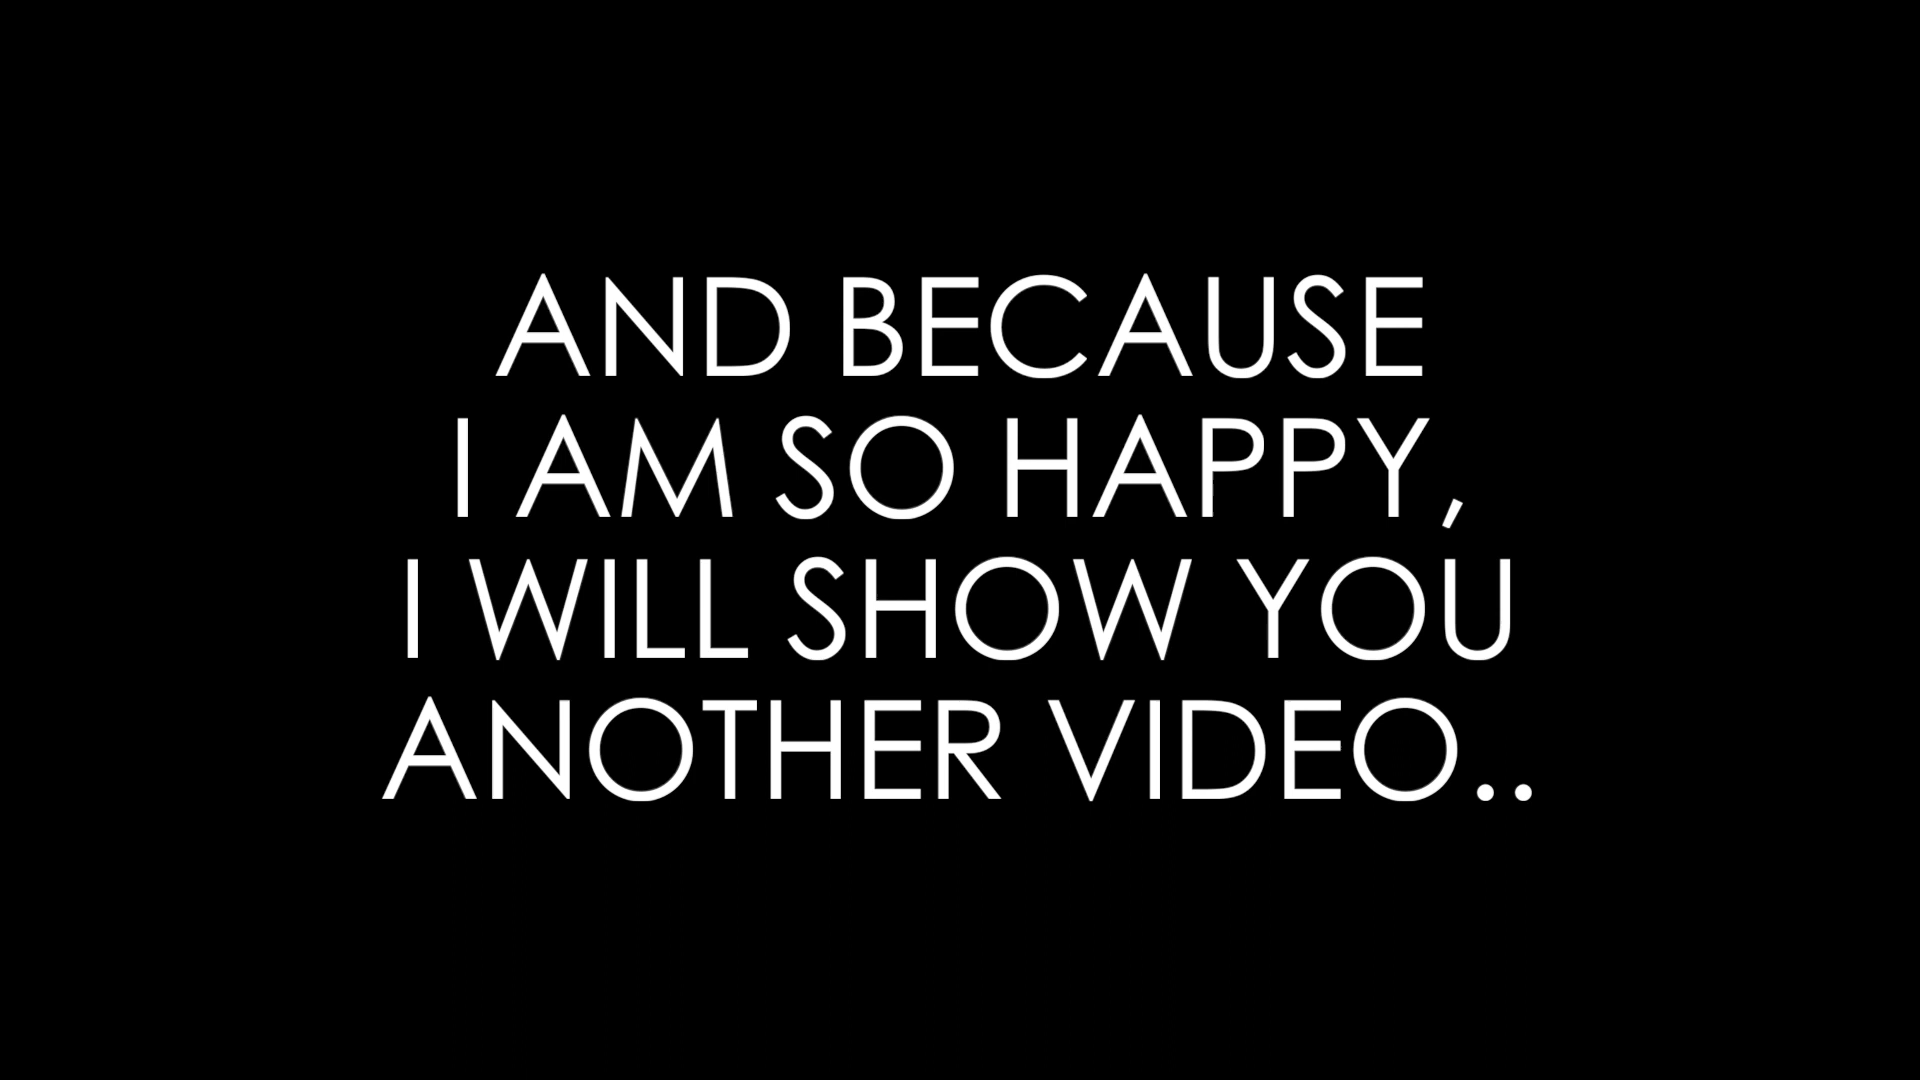 AND BECAUSE
I AM SO HAPPY,
I WILL SHOW YOU
ANOTHER VIDEO..